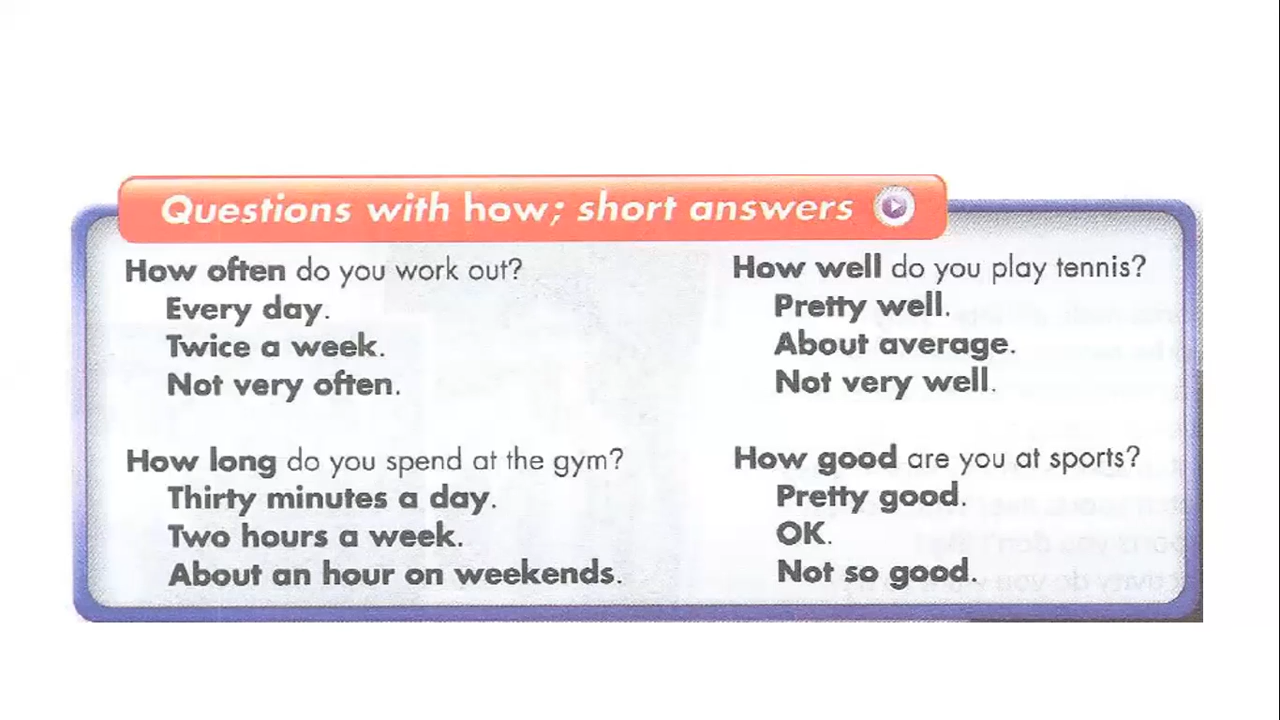 Questions with how; short answers
How often do you work out?
Every day.
Twice a week.
Not very often.
How long do you spend at the gym?
Thirty minutes a day.
Two hours a week.
About an hour on weekends.
How well do you play tennis?
Pretty well.
About average.
Not very well.
How good are you at sports?
Pretty good.
OK.
Not so good.